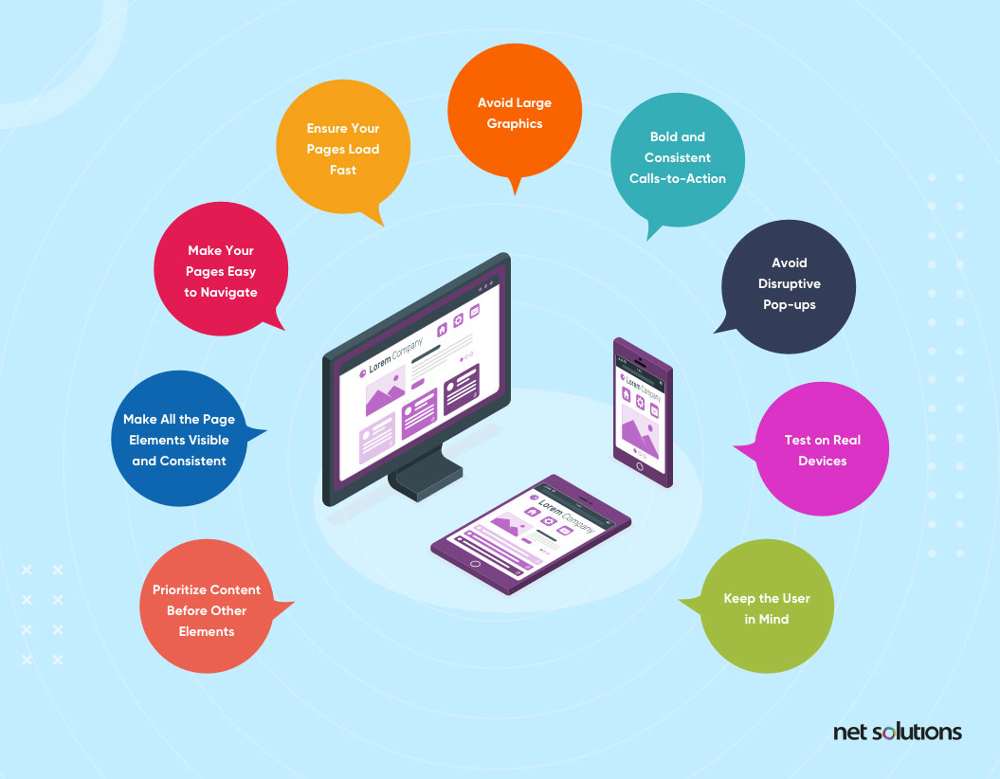 Avoid Large
Graphics
Ensure Your
Pages Load
Fast
Bold and
Consistent
Calls-to-Action
Make Your
Pages Easy
to Navigate
Avoid
Disruptive
Pop-ups
Make All the Page
Elements Visible
and Consistent
Test on Real
Devices
Prioritize Content
Before Other
Elements
Keep the User
in Mind
Lorem Company
Lorem Company
Lorem Company
net solutions